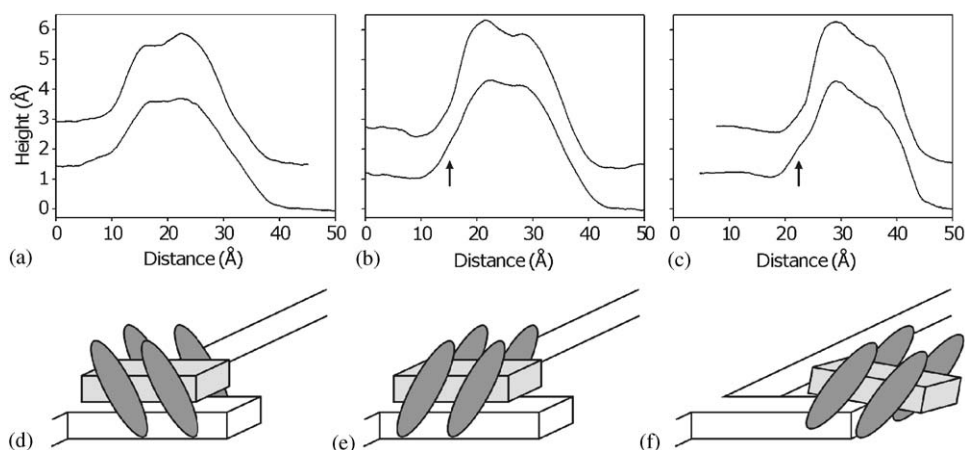 6
5
4
3
2
1
0
Height (Å)
0 10 20 30 40 50
0 10 20 30 40 50
0 10 20 30 40 50
(a) Distance (Å)
(b) Distance (Å)
(c) Distance (Å)
(d)
(e)
(f)